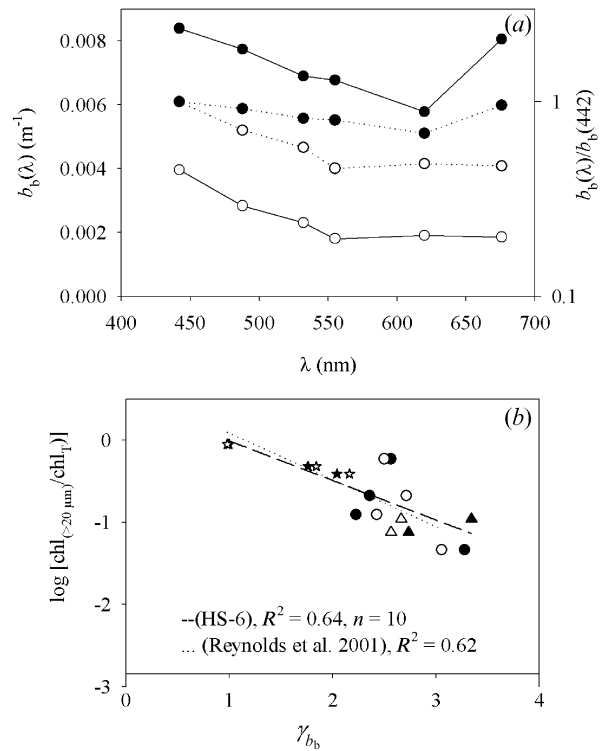 (a)
0.008
0.006
0.004
0.002
0.000
b_b(λ) (m⁻¹)
1
0.1
b_b(λ)/b_b(442)
400 450 500 550 600 650 700
λ (nm)
(b)
0
-1
-2
-3
log [chl_(>20 μm)/chl_T)]
--(HS-6), R² = 0.64, n = 10
... (Reynolds et al. 2001), R² = 0.62
0 1 2 3 4
γ_b_b